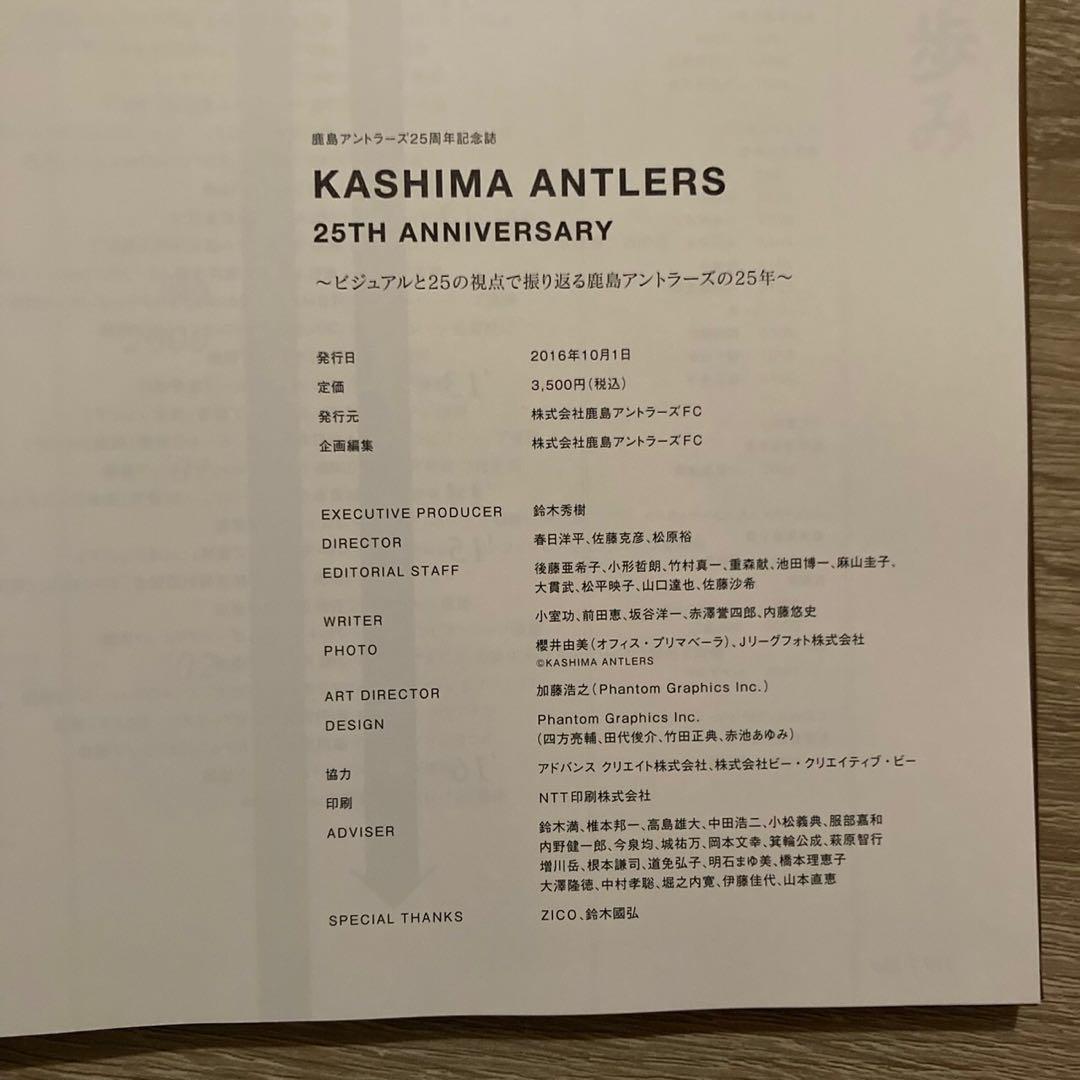 鹿島アントラーズ25周年記念誌
KASHIMA ANTLERS
25TH ANNIVERSARY
～ビジュアルと25の視点で振り返る鹿島アントラーズの25年～
発行日 2016年10月1日
定価 3,500円(税込)
発行元 株式会社鹿島アントラーズFC
企画編集 株式会社鹿島アントラーズFC
EXECUTIVE PRODUCER 鈴木秀樹
DIRECTOR 春日洋平、佐藤克彦、松原裕
EDITORIAL STAFF 後藤亜希子、小形哲朗、竹村真一、重森献、池田博一、麻山圭子、
大貫武、松平映子、山口達也、佐藤沙希
WRITER 小室功、前田恵、坂谷洋一、赤澤誉四郎、内藤悠史
PHOTO 櫻井由美(オフィス・プリマベーラ)、Jリーグフォト株式会社
©KASHIMA ANTLERS
ART DIRECTOR 加藤浩之(Phantom Graphics Inc.)
DESIGN Phantom Graphics Inc.
(四方亮輔、田代俊介、竹田正典、赤池あゆみ)
協力 アドバンス クリエイト株式会社、株式会社ビー・クリエイティブ・ビー
印刷 NTT印刷株式会社
ADVISER 鈴木満、椎本邦一、高島雄大、中田浩二、小松義典、服部嘉和
内野健一郎、今泉均、城祐万、岡本文幸、箕輪公成、萩原智行
増川岳、根本謙司、道免弘子、明石まゆ美、橋本理恵子
大澤隆徳、中村孝聡、堀之内寛、伊藤佳代、山本直恵
SPECIAL THANKS ZICO、鈴木國弘
歩み